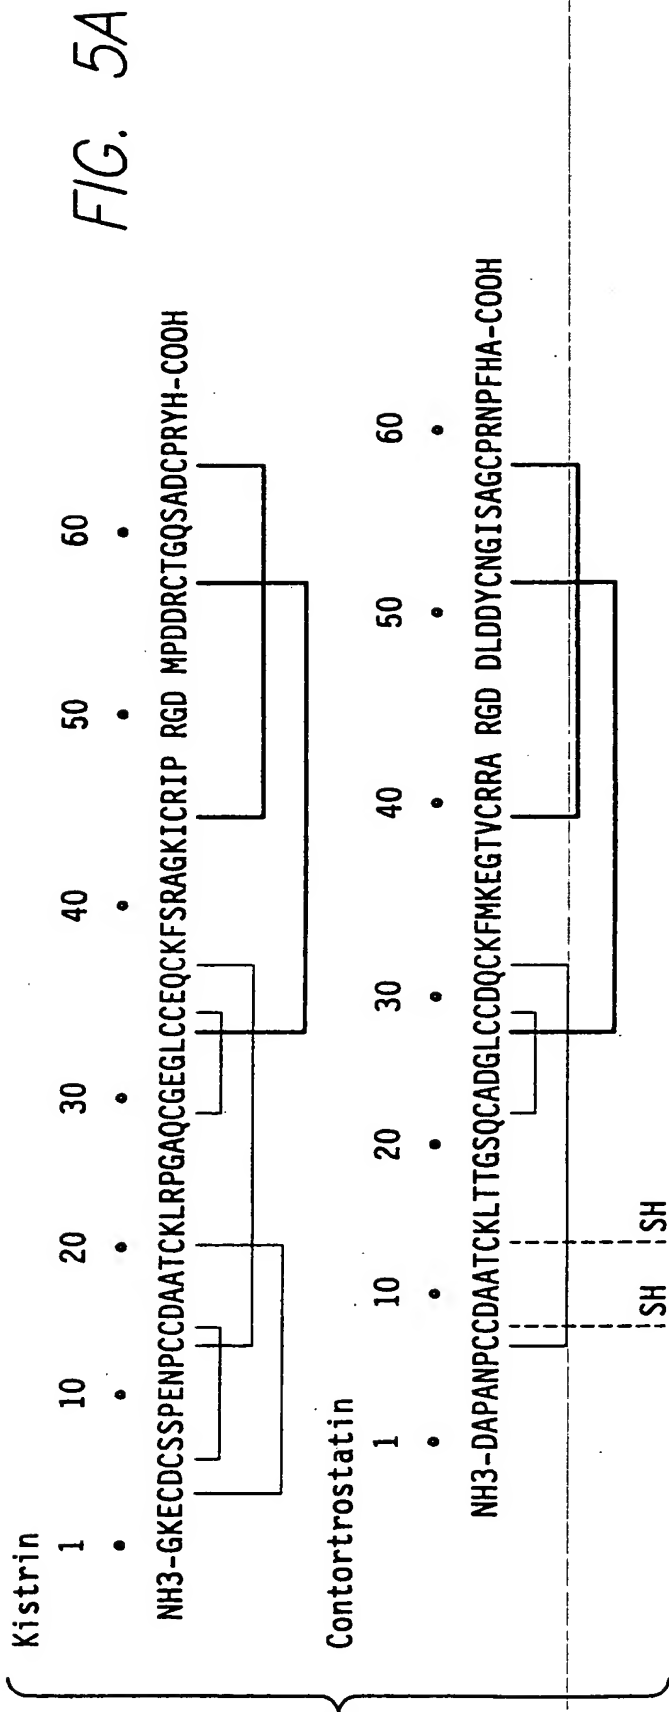 FIG. 5A
Kistrin
1 10 20 30 40 50 60
NH3-GKECDCSSPENPCCDAATCKLRPGAQCGEGLCCEQCKFSRAGKICRIP RGD MPDDRCTGQSADCPRYH-COOH
Contortrostatin
1 10 20 30 40 50 60
NH3-DAPANPCCDAATCKLTTGSQCADGLCCDQCKFMKEGTVCRRA RGD DLDDYCNGISAGCPRNPFHA-COOH
SH SH